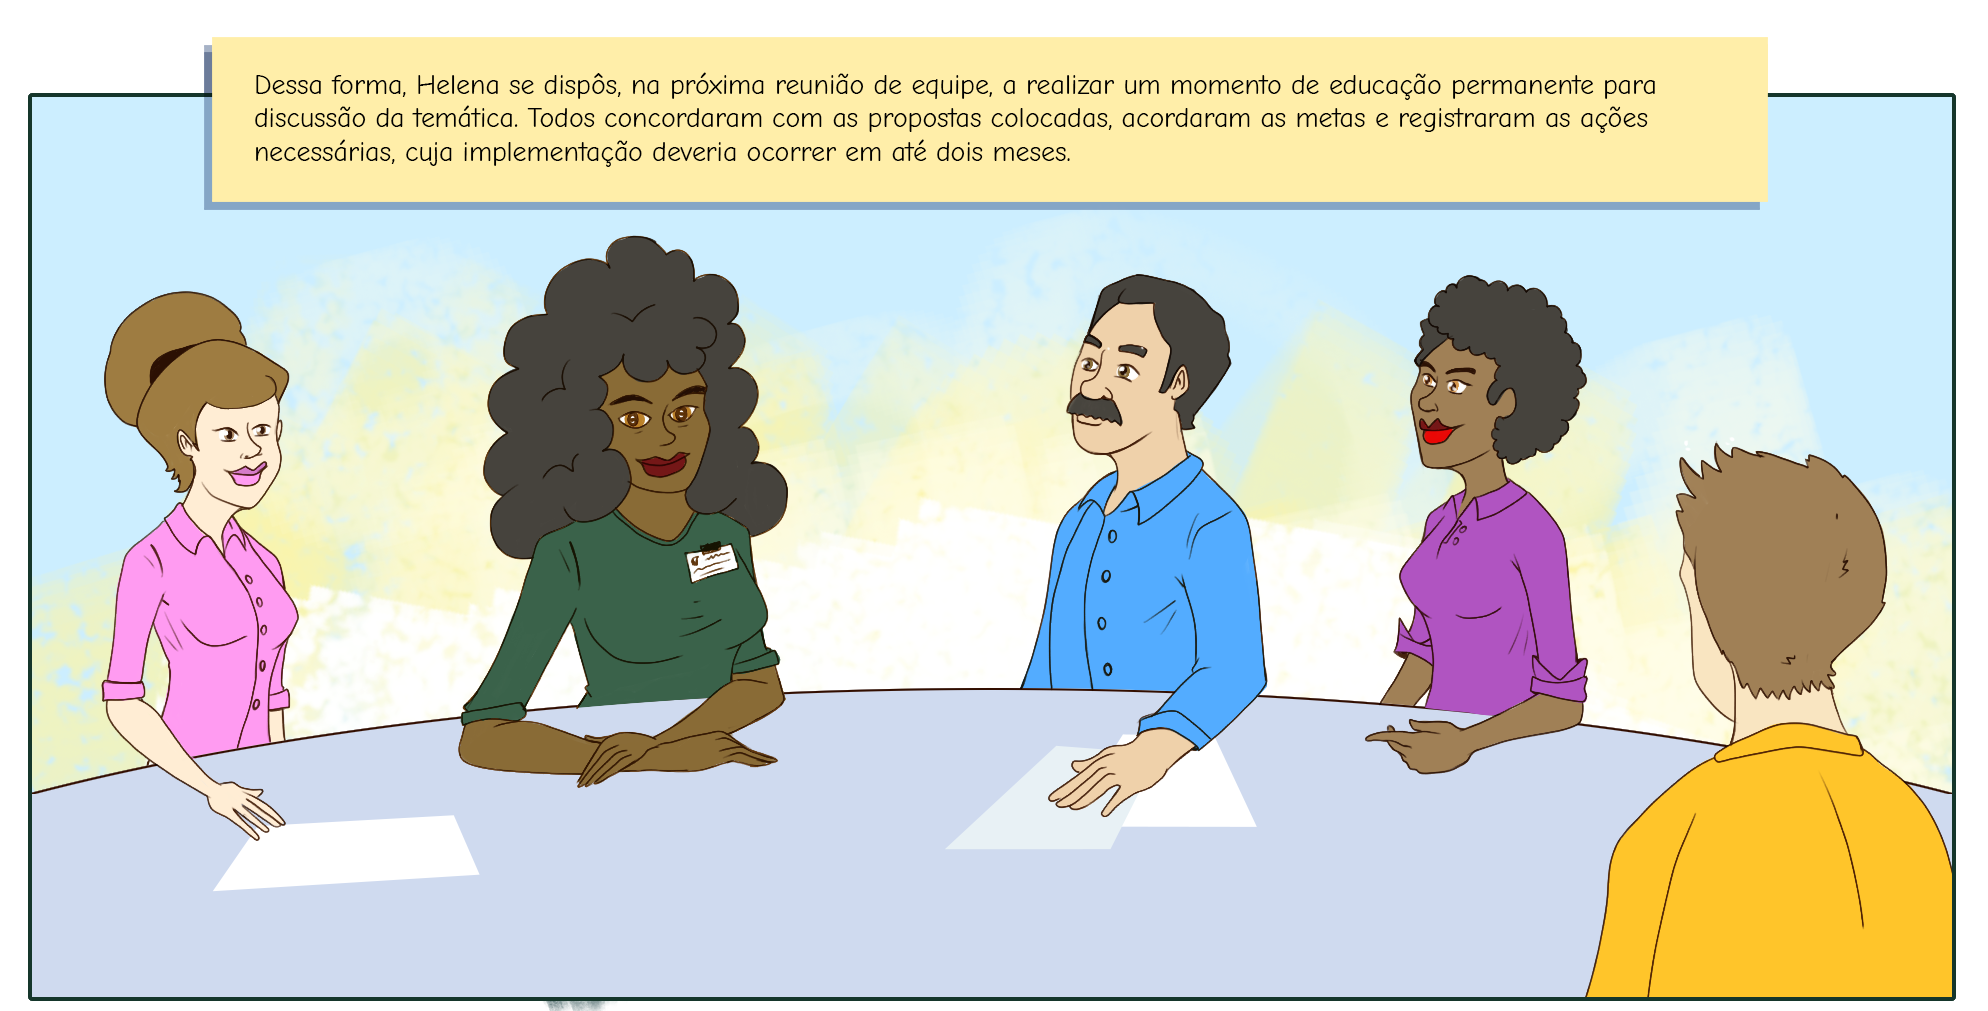 Dessa forma, Helena se dispôs, na próxima reunião de equipe, a realizar um momento de educação permanente para
discussão da temática. Todos concordaram com as propostas colocadas, acordaram as metas e registraram as ações
necessárias, cuja implementação deveria ocorrer em até dois meses.